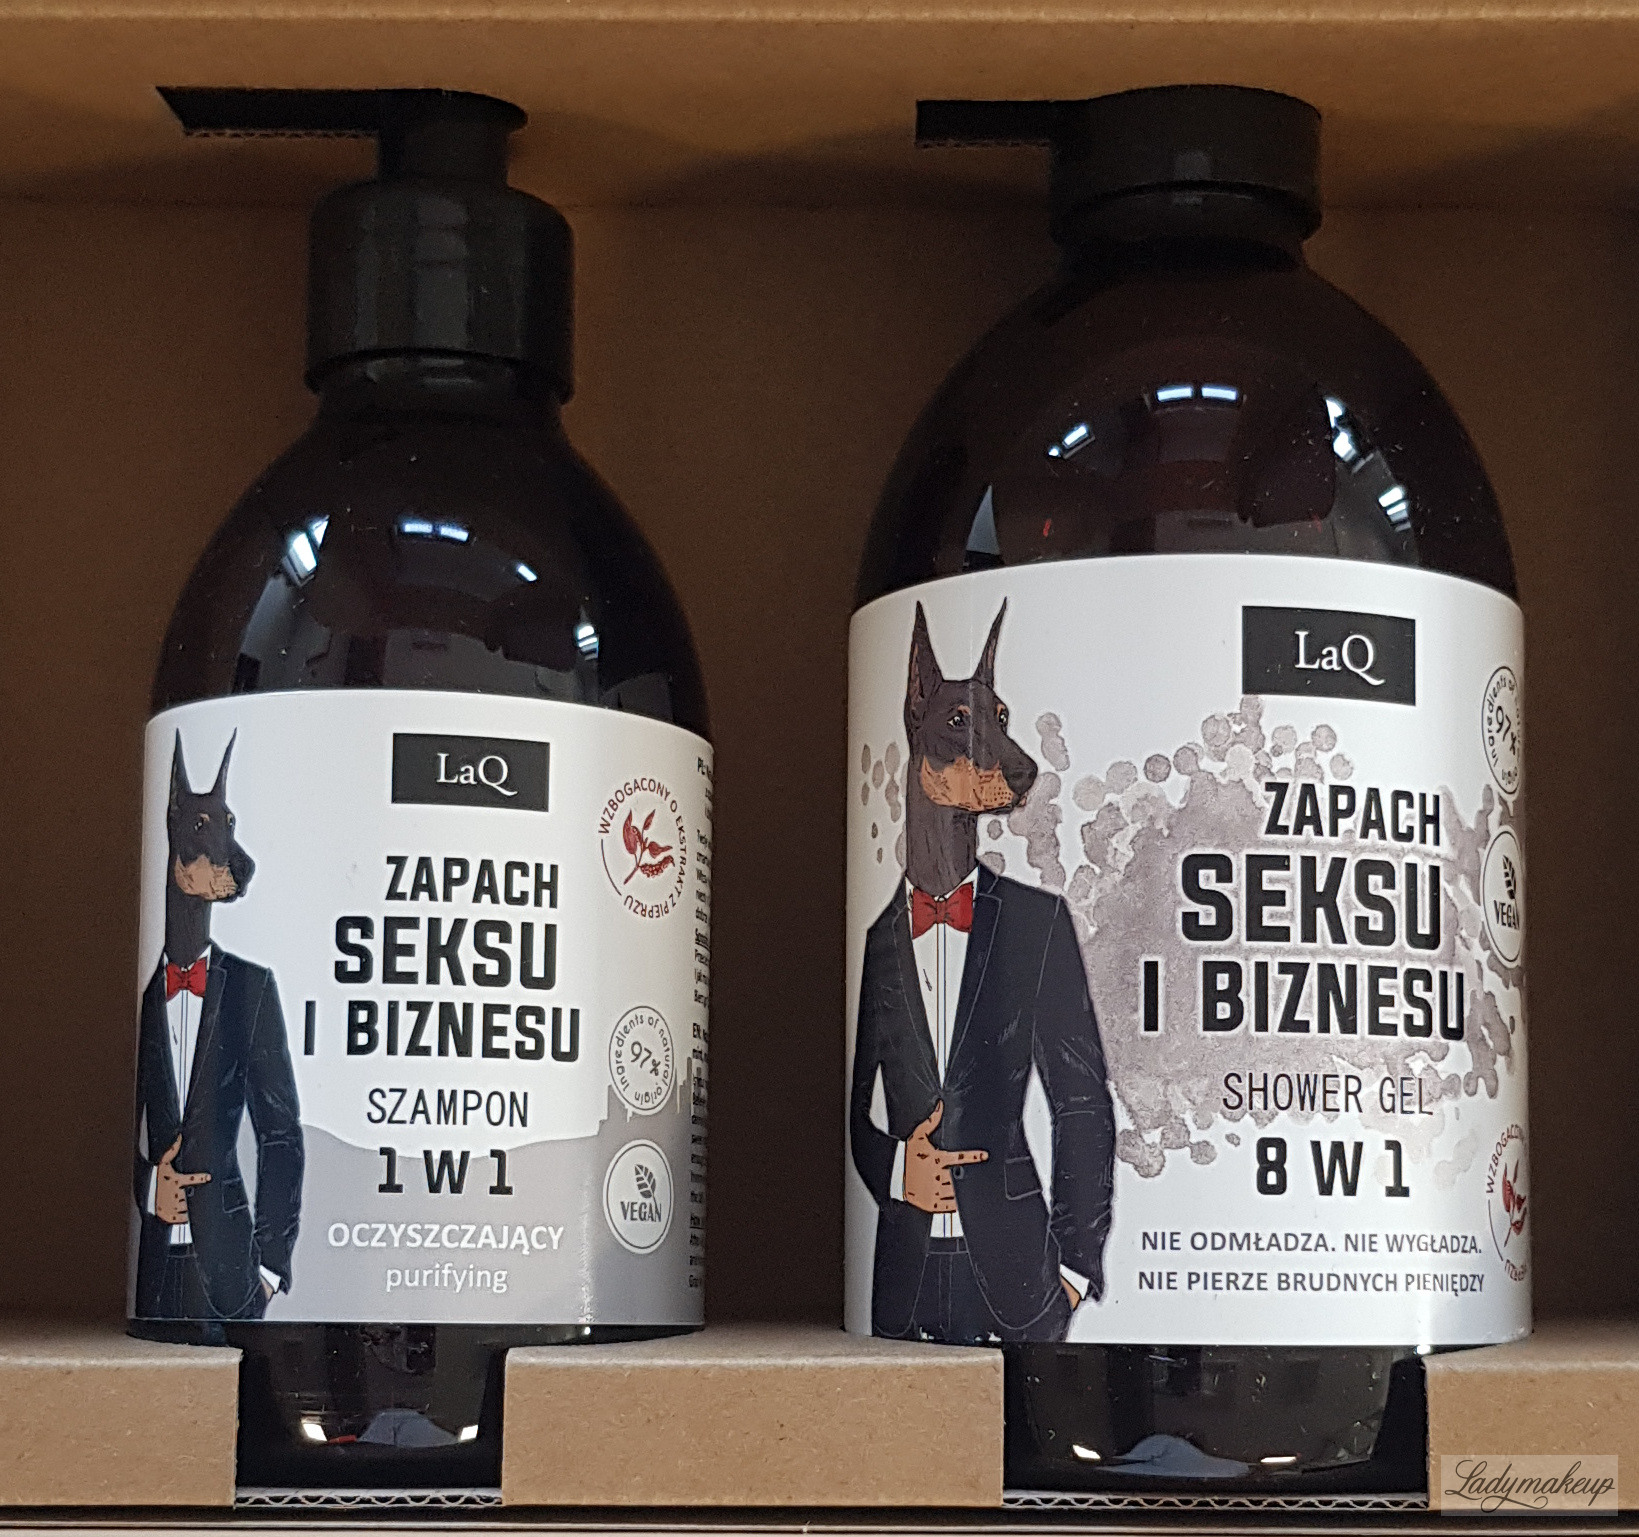 LaQ
ZAPACH
SEKSU
I BIZNESU
SZAMPON
1 W 1
OCZYSZCZAJĄCY
purifying
WZBOGACONY O EKSTRAKT Z PIEPRZU
Ingredients of natural origin
97%
VEGAN
LaQ
ZAPACH
SEKSU
I BIZNESU
SHOWER GEL
8 W 1
NIE ODMŁADZA. NIE WYGŁADZA.
NIE PIERZE BRUDNYCH PIENIĘDZY
ingredients of
97%
VEGAN
WZBOGACONY
Ladymakeup